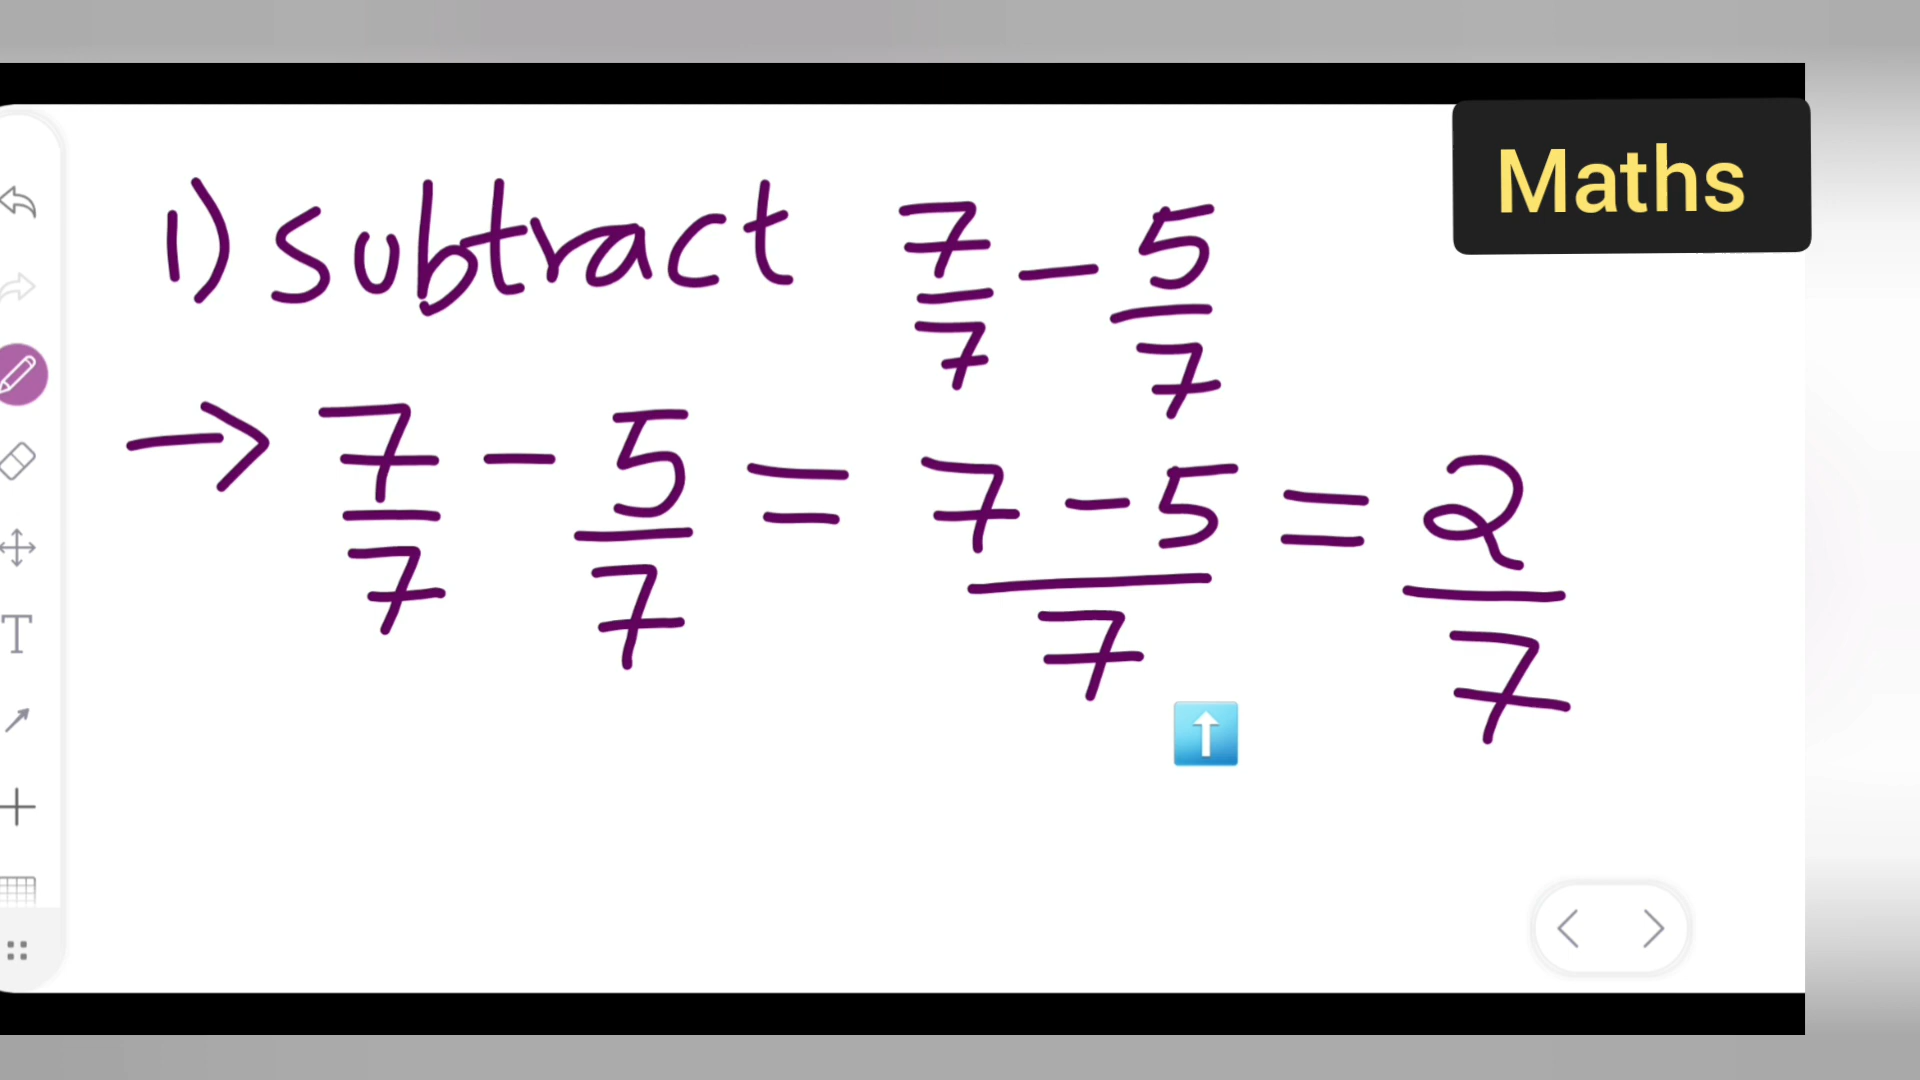 Maths
1) subtract 7/7 - 5/7
→ 7/7 - 5/7 = 7-5/7 = 2/7
T